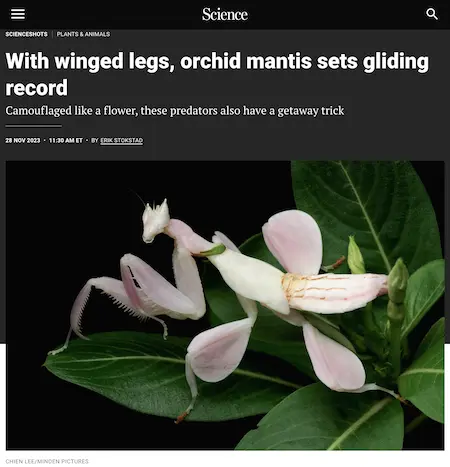 Science
SCIENCESHOTS | PLANTS & ANIMALS
With winged legs, orchid mantis sets gliding
record
Camouflaged like a flower, these predators also have a getaway trick
28 NOV 2023 • 11:30 AM ET • BY ERIK STOKSTAD
CHIEN LEE/MINDEN PICTURES